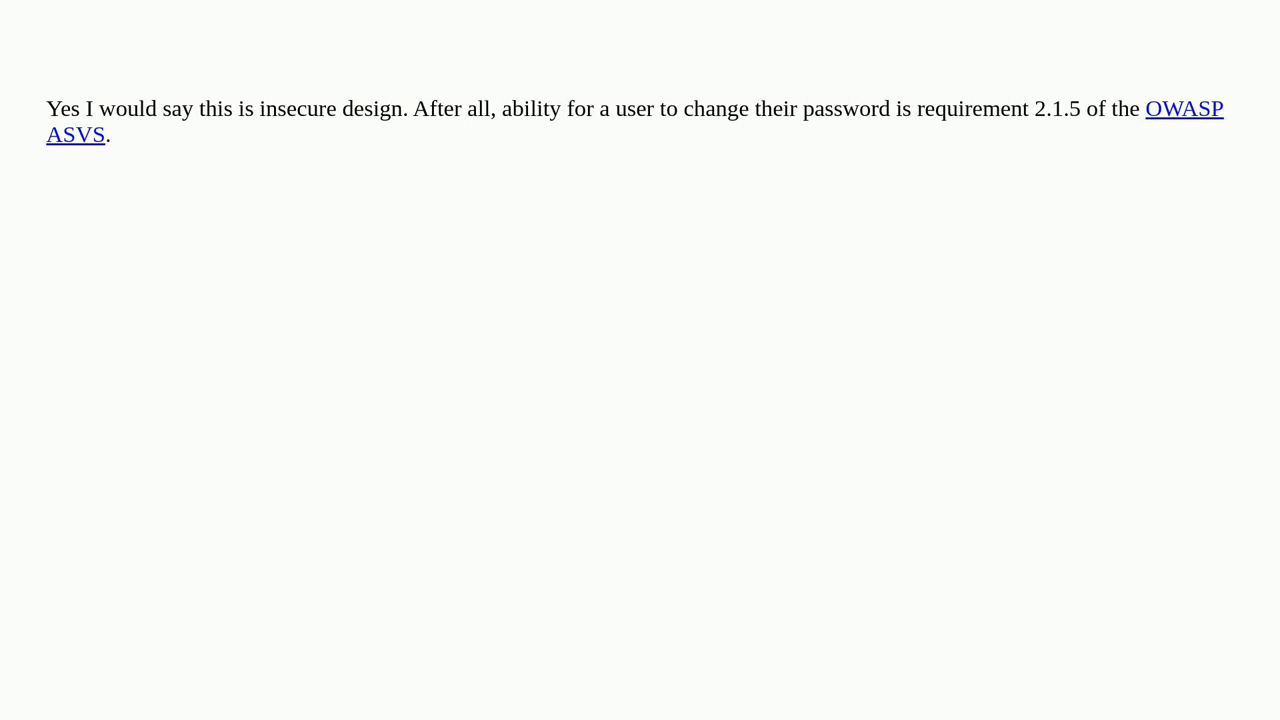 Yes I would say this is insecure design. After all, ability for a user to change their password is requirement 2.1.5 of the OWASP
ASVS.